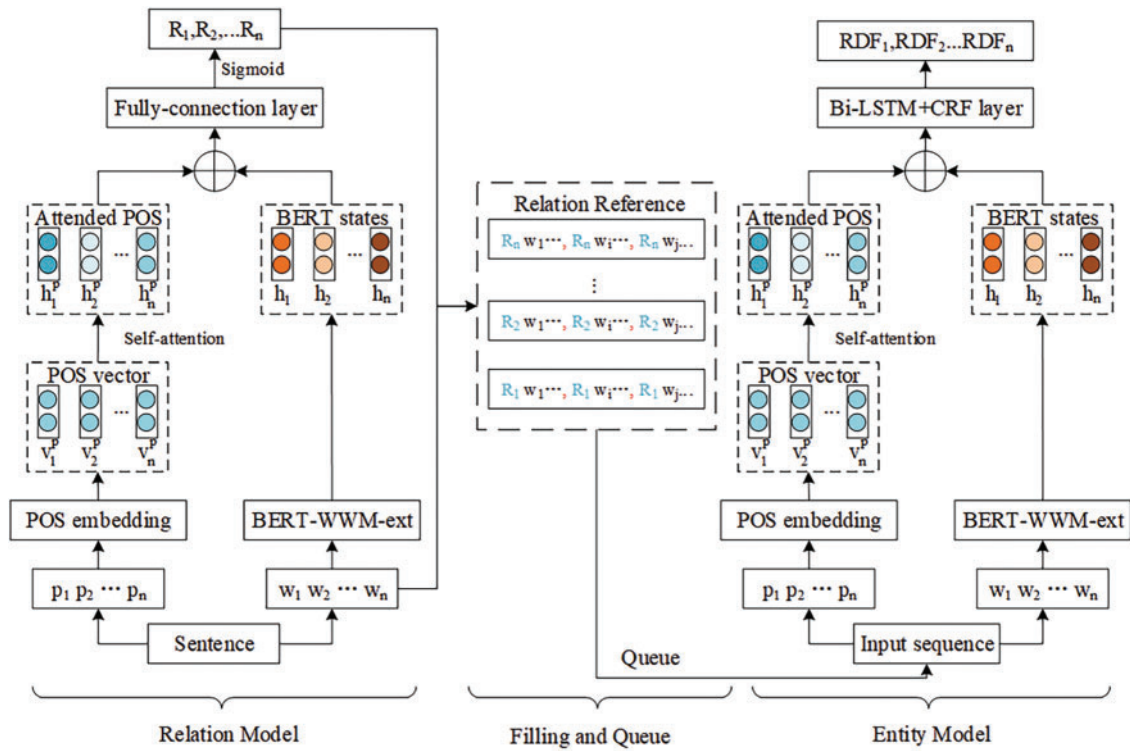 R₁,R₂,...Rₙ
Sigmoid
Fully-connection layer
Attended POS
...
h₁ᵖ h₂ᵖ hₙᵖ
BERT states
...
h₁ h₂ hₙ
Self-attention
POS vector
...
v₁ᵖ v₂ᵖ vₙᵖ
POS embedding
BERT-WWM-ext
p₁ p₂ ··· pₙ
w₁ w₂ ··· wₙ
Sentence
Relation Model
Relation Reference
Rₙ w₁···, Rₙ wᵢ···, Rₙ wⱼ...
⋮
R₂ w₁···, R₂ wᵢ···, R₂ wⱼ...
R₁ w₁···, R₁ wᵢ···, R₁ wⱼ...
Queue
Filling and Queue
RDF₁,RDF₂...RDFₙ
Bi-LSTM+CRF layer
Attended POS
...
h₁ᵖ h₂ᵖ hₙᵖ
BERT states
...
h₁ h₂ hₙ
Self-attention
POS vector
...
v₁ᵖ v₂ᵖ vₙᵖ
POS embedding
BERT-WWM-ext
p₁ p₂ ··· pₙ
w₁ w₂ ··· wₙ
Input sequence
Entity Model